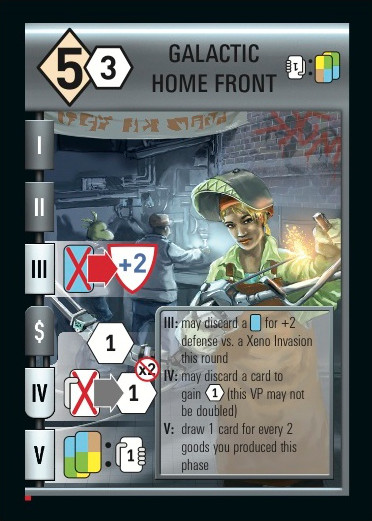 5 3
GALACTIC
HOME FRONT
1 :
I
II
III +2
$ 1
x2
IV 1
V : 1
III: may discard a for +2
defense vs. a Xeno Invasion
this round
IV: may discard a card to
gain 1 (this VP may not
be doubled)
V: draw 1 card for every 2
goods you produced this
phase